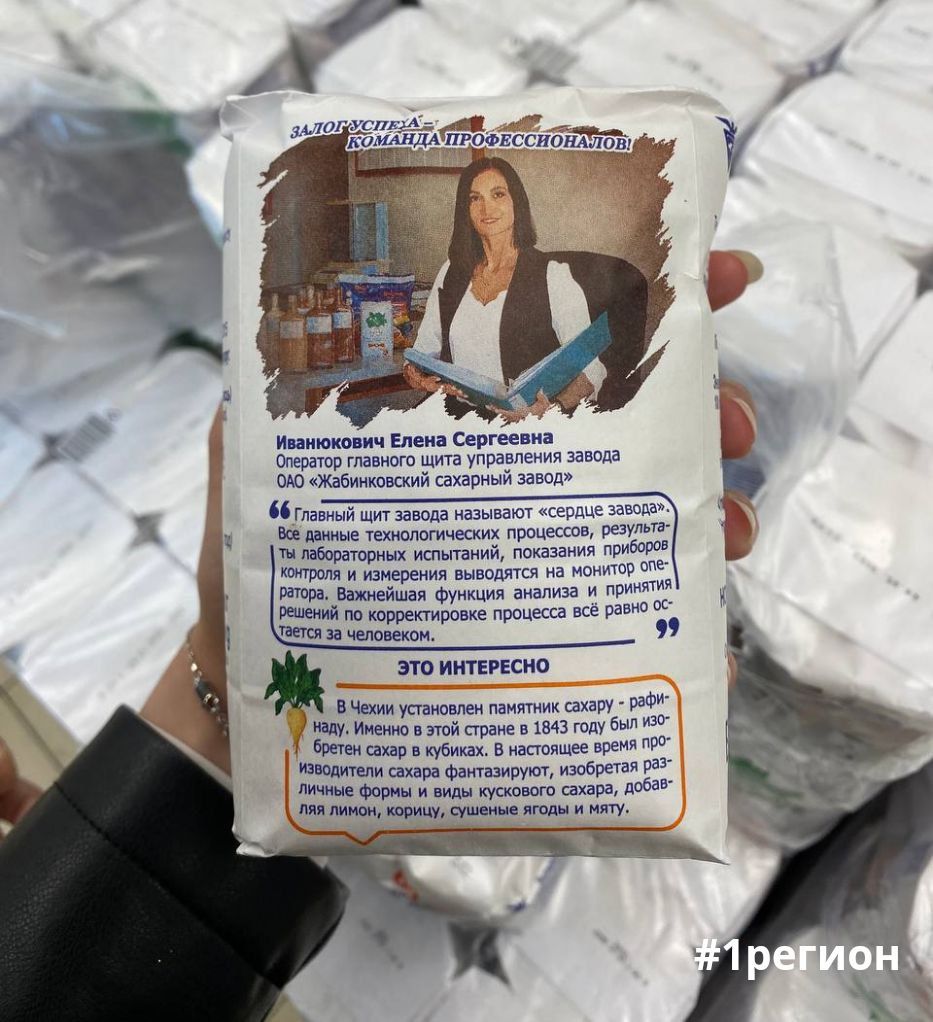 ЗАЛОГ УСПЕХА –
КОМАНДА ПРОФЕССИОНАЛОВ!
Иванюкович Елена Сергеевна
Оператор главного щита управления завода
ОАО «Жабинковский сахарный завод»
“ Главный щит завода называют «сердце завода».
Все данные технологических процессов, результа-
ты лабораторных испытаний, показания приборов
контроля и измерения выводятся на монитор опе-
ратора. Важнейшая функция анализа и принятия
решений по корректировке процесса всё равно ос-
тается за человеком. ”
ЭТО ИНТЕРЕСНО
В Чехии установлен памятник сахару - рафи-
наду. Именно в этой стране в 1843 году был изо-
бретен сахар в кубиках. В настоящее время про-
изводители сахара фантазируют, изобретая раз-
личные формы и виды кускового сахара, добав-
ляя лимон, корицу, сушеные ягоды и мяту.
#1регион